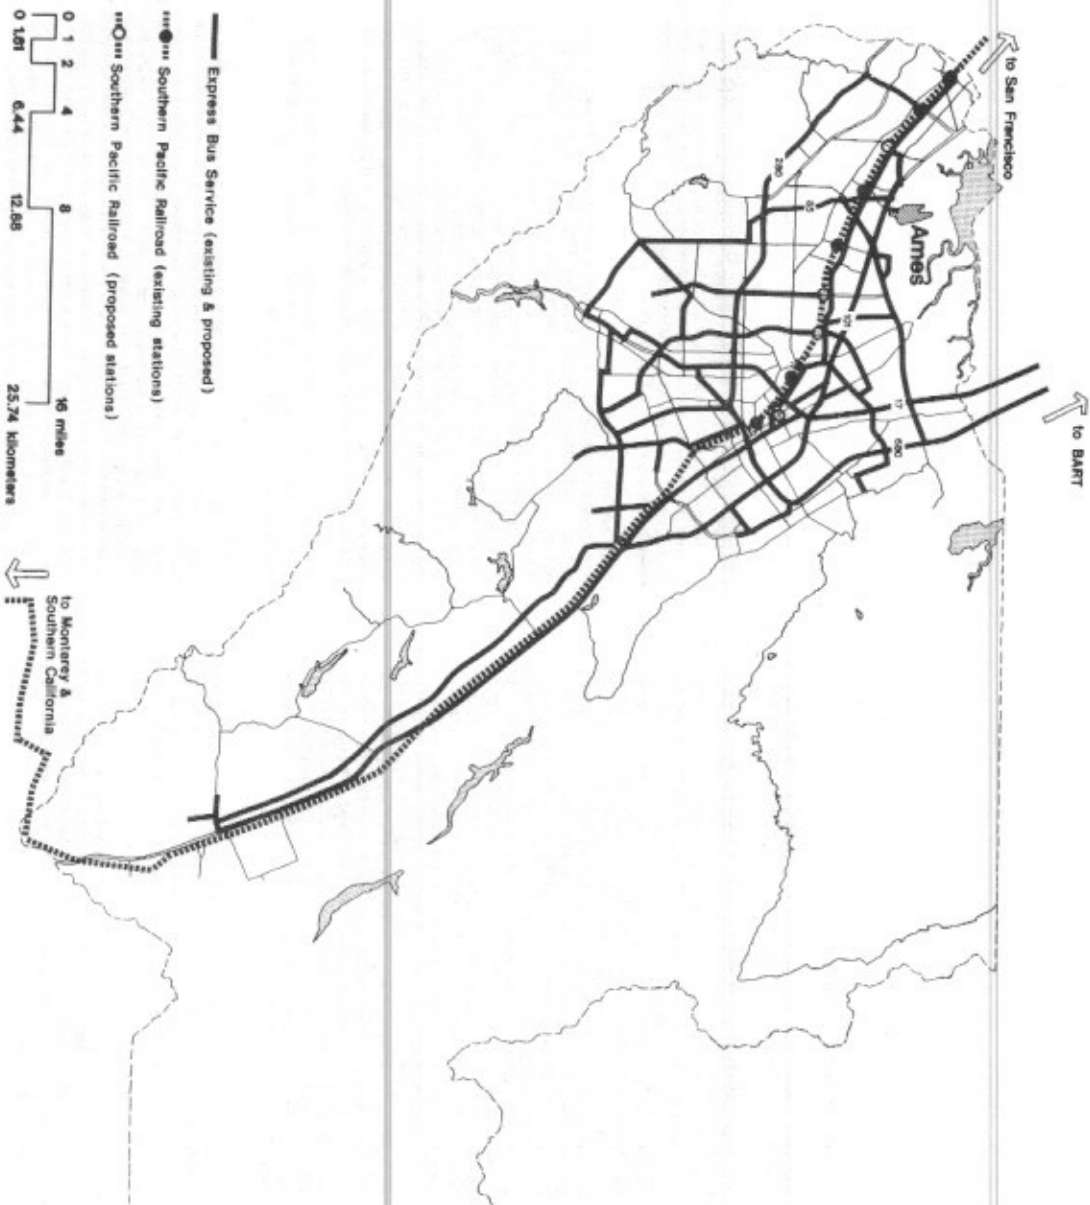 to San Francisco
to BART
Ames
280
85
101
17
680
to Monterey &
Southern California
Express Bus Service (existing & proposed)
Southern Pacific Railroad (existing stations)
Southern Pacific Railroad (proposed stations)
0 1 2 4 8 16 miles
0 1.61 6.44 12.88 25.74 kilometers